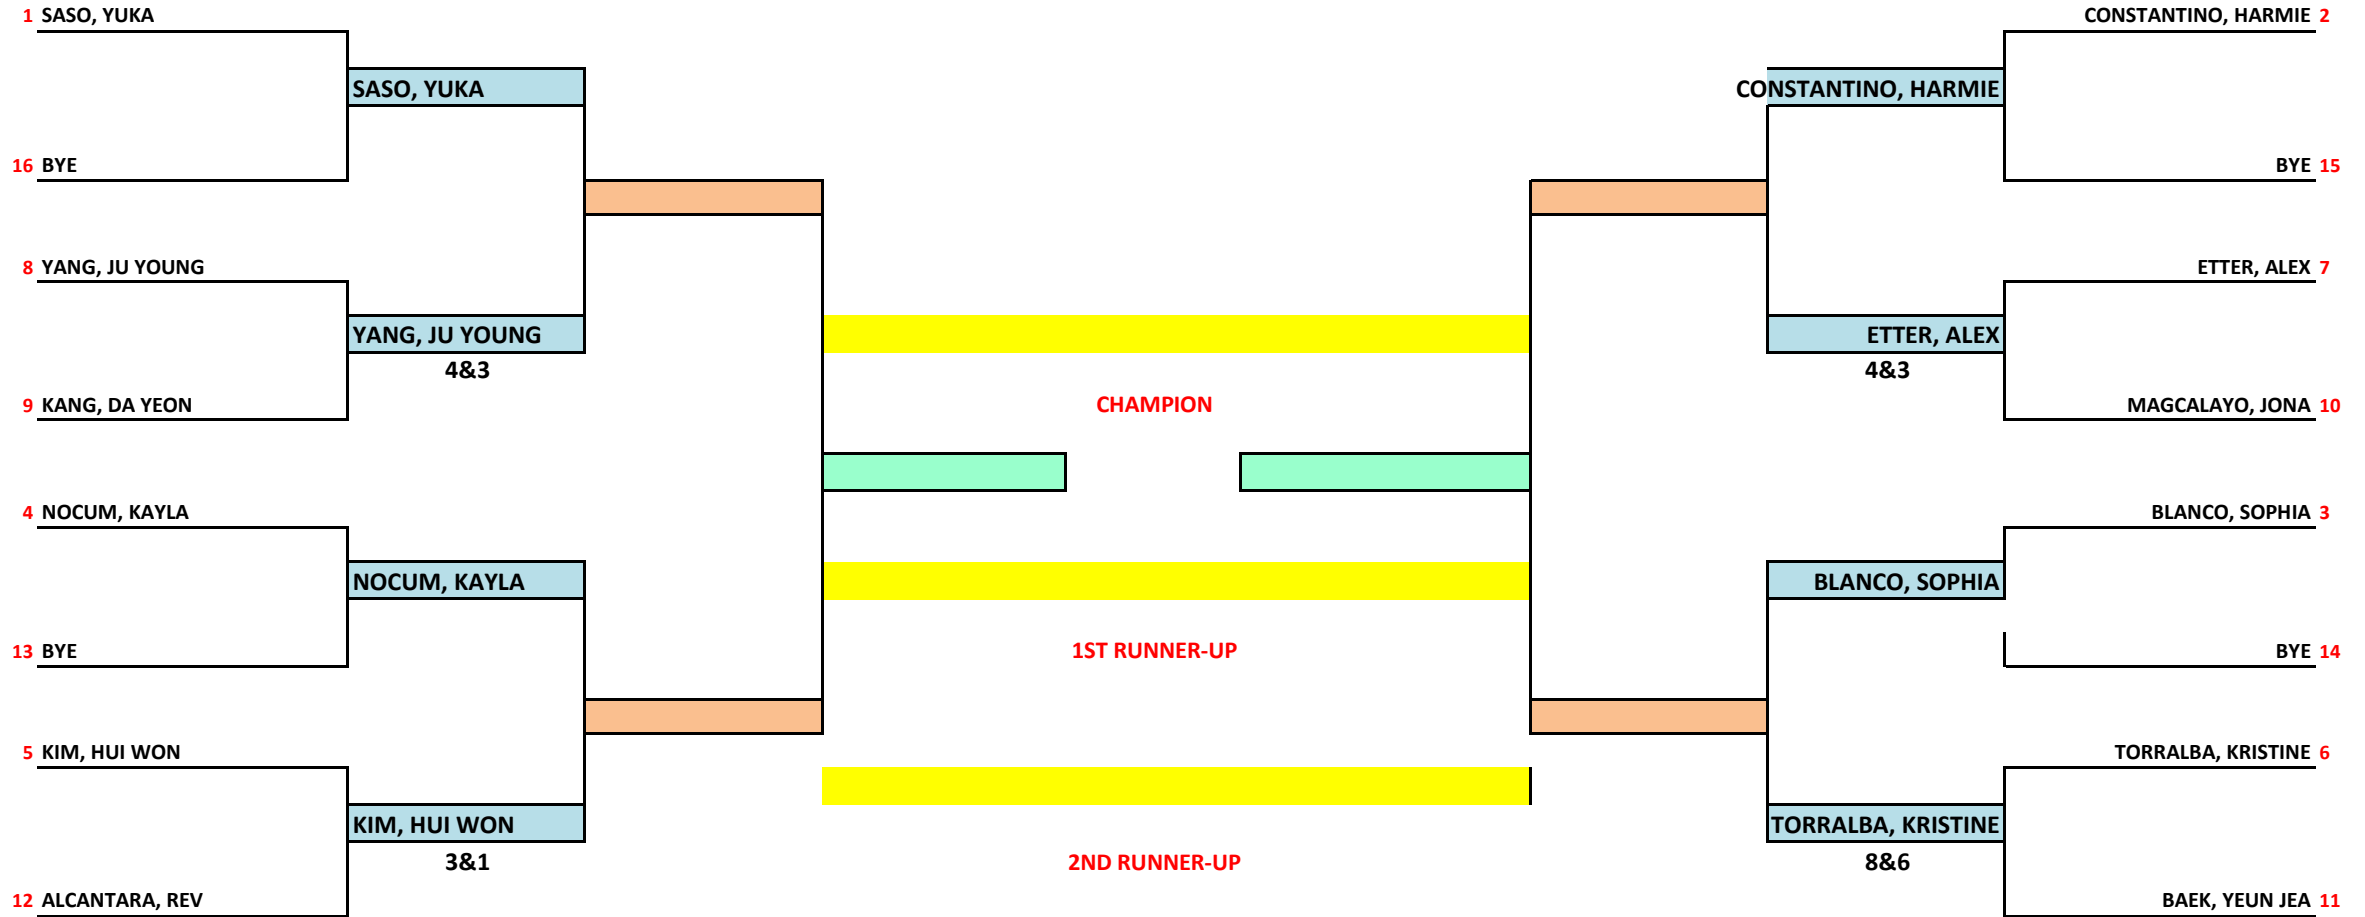 1 SASO, YUKA
SASO, YUKA
16 BYE
8 YANG, JU YOUNG
YANG, JU YOUNG
4&3
9 KANG, DA YEON
4 NOCUM, KAYLA
NOCUM, KAYLA
13 BYE
5 KIM, HUI WON
KIM, HUI WON
3&1
12 ALCANTARA, REV
CHAMPION
1ST RUNNER-UP
2ND RUNNER-UP
CONSTANTINO, HARMIE 2
CONSTANTINO, HARMIE
BYE 15
ETTER, ALEX 7
ETTER, ALEX
4&3
MAGCALAYO, JONA 10
BLANCO, SOPHIA 3
BLANCO, SOPHIA
BYE 14
TORRALBA, KRISTINE 6
TORRALBA, KRISTINE
8&6
BAEK, YEUN JEA 11